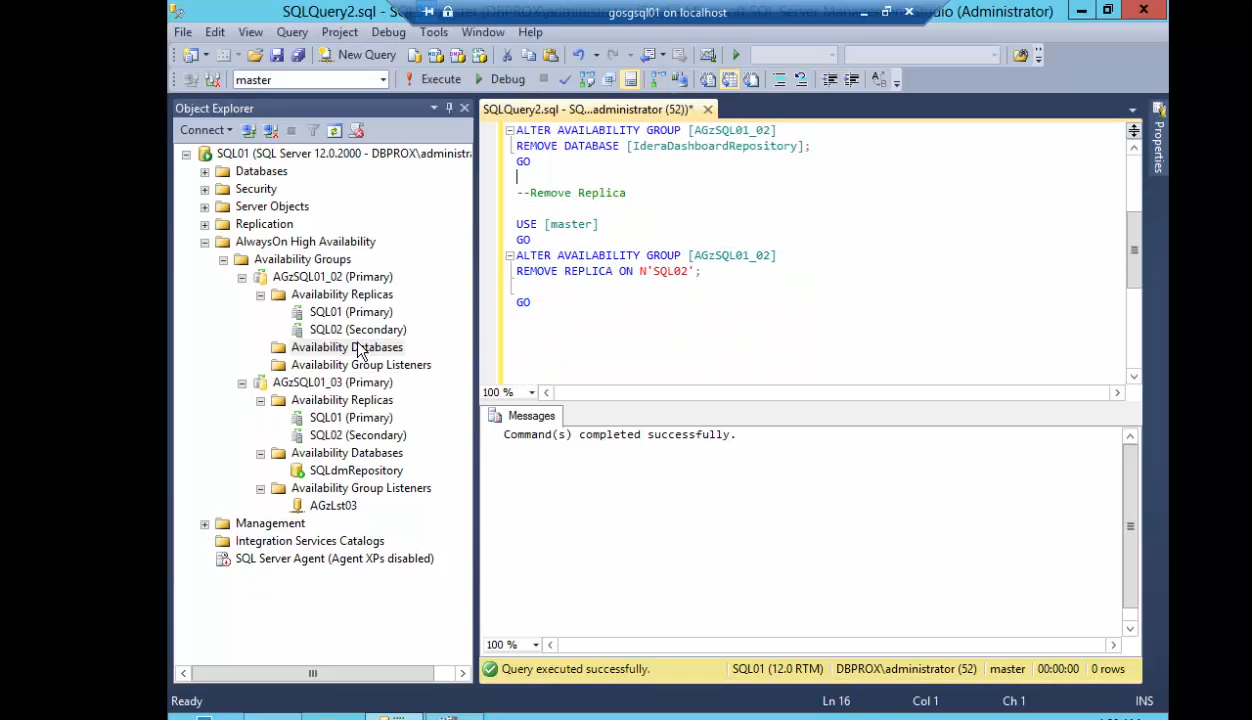 SQLQuery2.sql - S
gosgsql01 on localhost
dio (Administrator)
File Edit View Query Project Debug Tools Window Help
New Query
master
Execute
Debug
Object Explorer
Connect
SQL01 (SQL Server 12.0.2000 - DBPROX\administra
Databases
Security
Server Objects
Replication
AlwaysOn High Availability
Availability Groups
AGzSQL01_02 (Primary)
Availability Replicas
SQL01 (Primary)
SQL02 (Secondary)
Availability Databases
Availability Group Listeners
AGzSQL01_03 (Primary)
Availability Replicas
SQL01 (Primary)
SQL02 (Secondary)
Availability Databases
SQLdmRepository
Availability Group Listeners
AGzLst03
Management
Integration Services Catalogs
SQL Server Agent (Agent XPs disabled)
SQLQuery2.sql - SQ...administrator (52))*
ALTER AVAILABILITY GROUP [AGzSQL01_02]
REMOVE DATABASE [IderaDashboardRepository];
GO
--Remove Replica
USE [master]
GO
ALTER AVAILABILITY GROUP [AGzSQL01_02]
REMOVE REPLICA ON N'SQL02';
GO
100 %
Messages
Command(s) completed successfully.
100 %
Query executed successfully. SQL01 (12.0 RTM) DBPROX\administrator (52) master 00:00:00 0 rows
Properties
Ready Ln 16 Col 1 Ch 1 INS